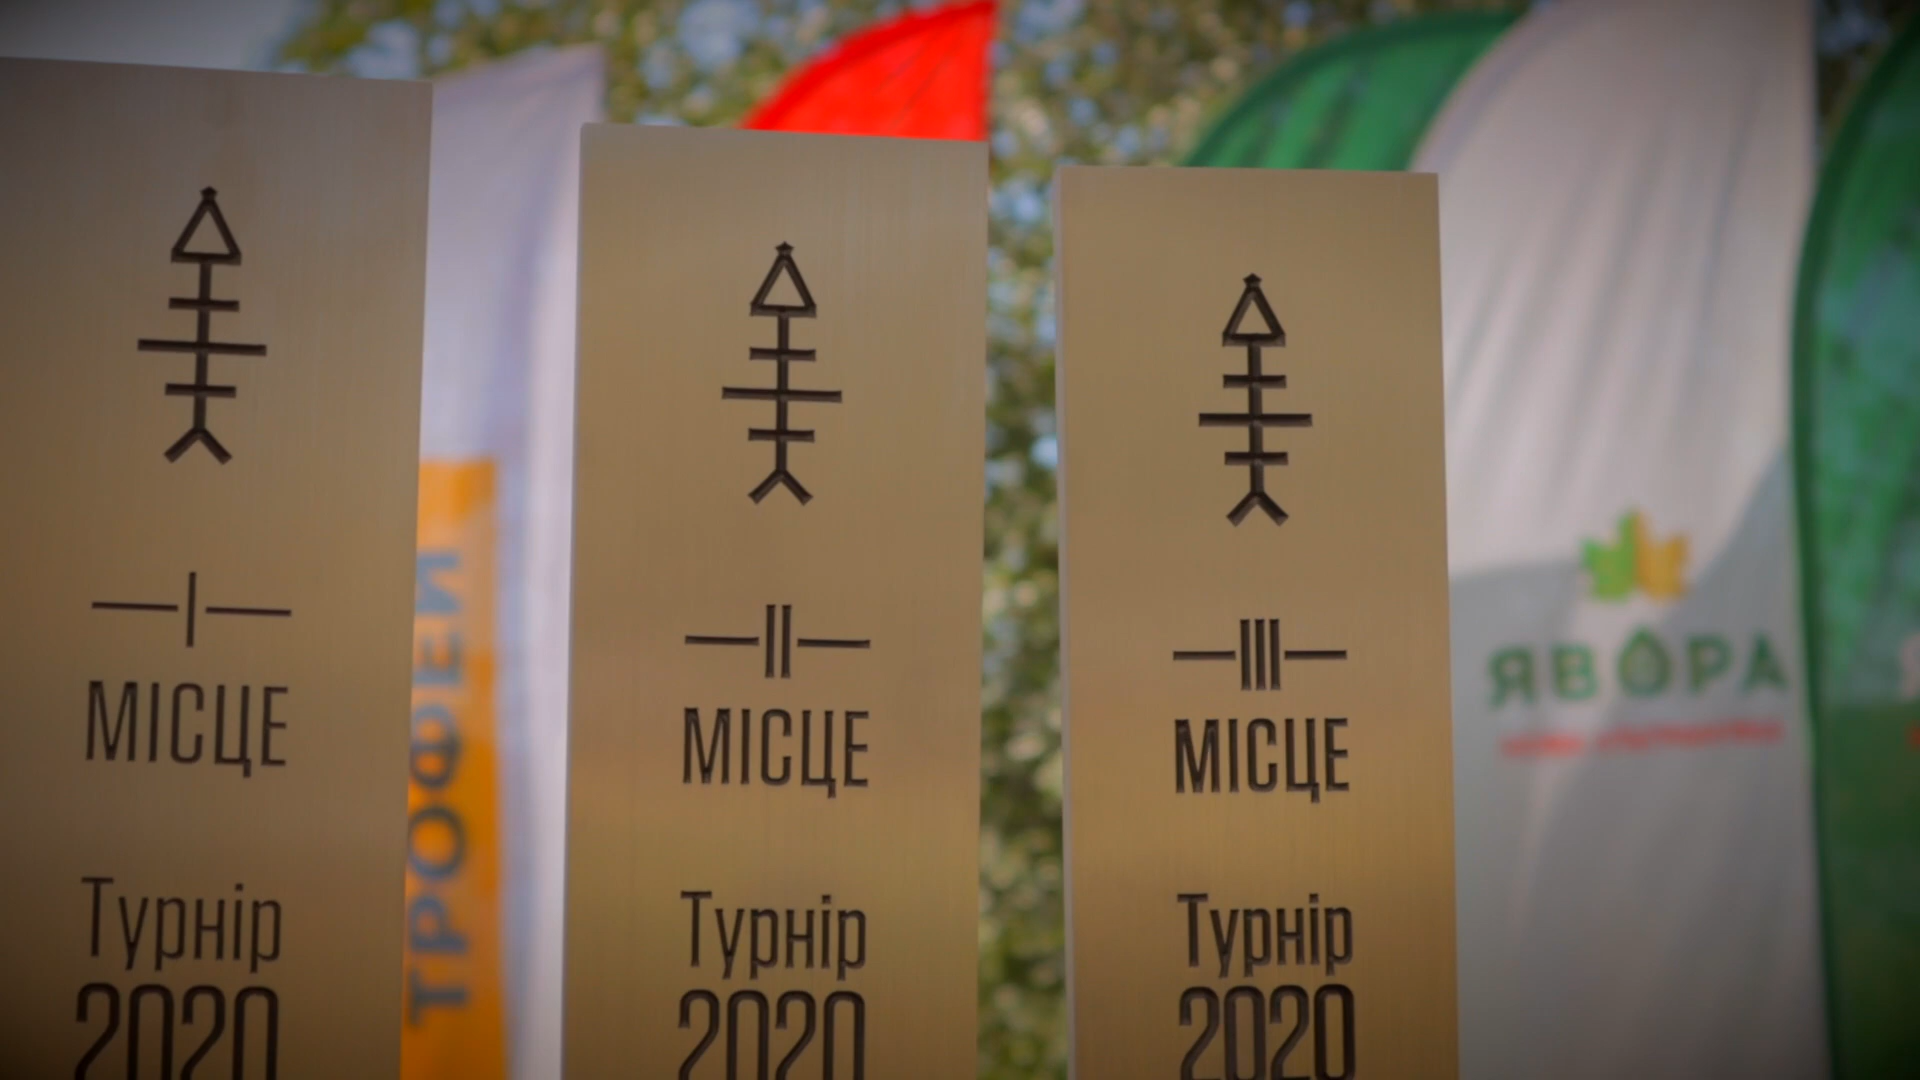 I
МІСЦЕ
Турнір
2020
ТРОФЕЙ
II
МІСЦЕ
Турнір
2020
III
МІСЦЕ
Турнір
2020
ЯВОРА